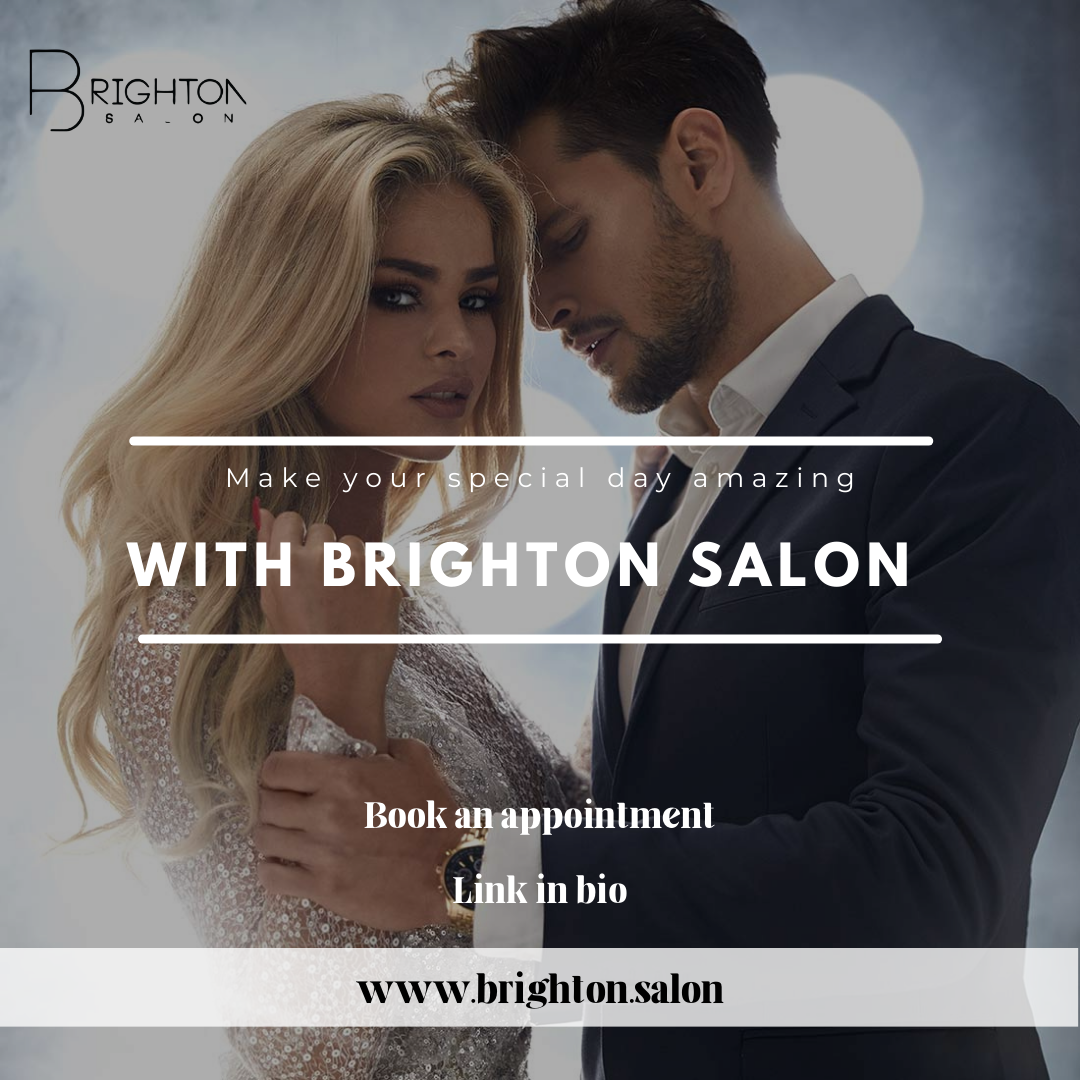 BRIGHTON
SALON
Make your special day amazing
WITH BRIGHTON SALON
Book an appointment
Link in bio
www.brighton.salon